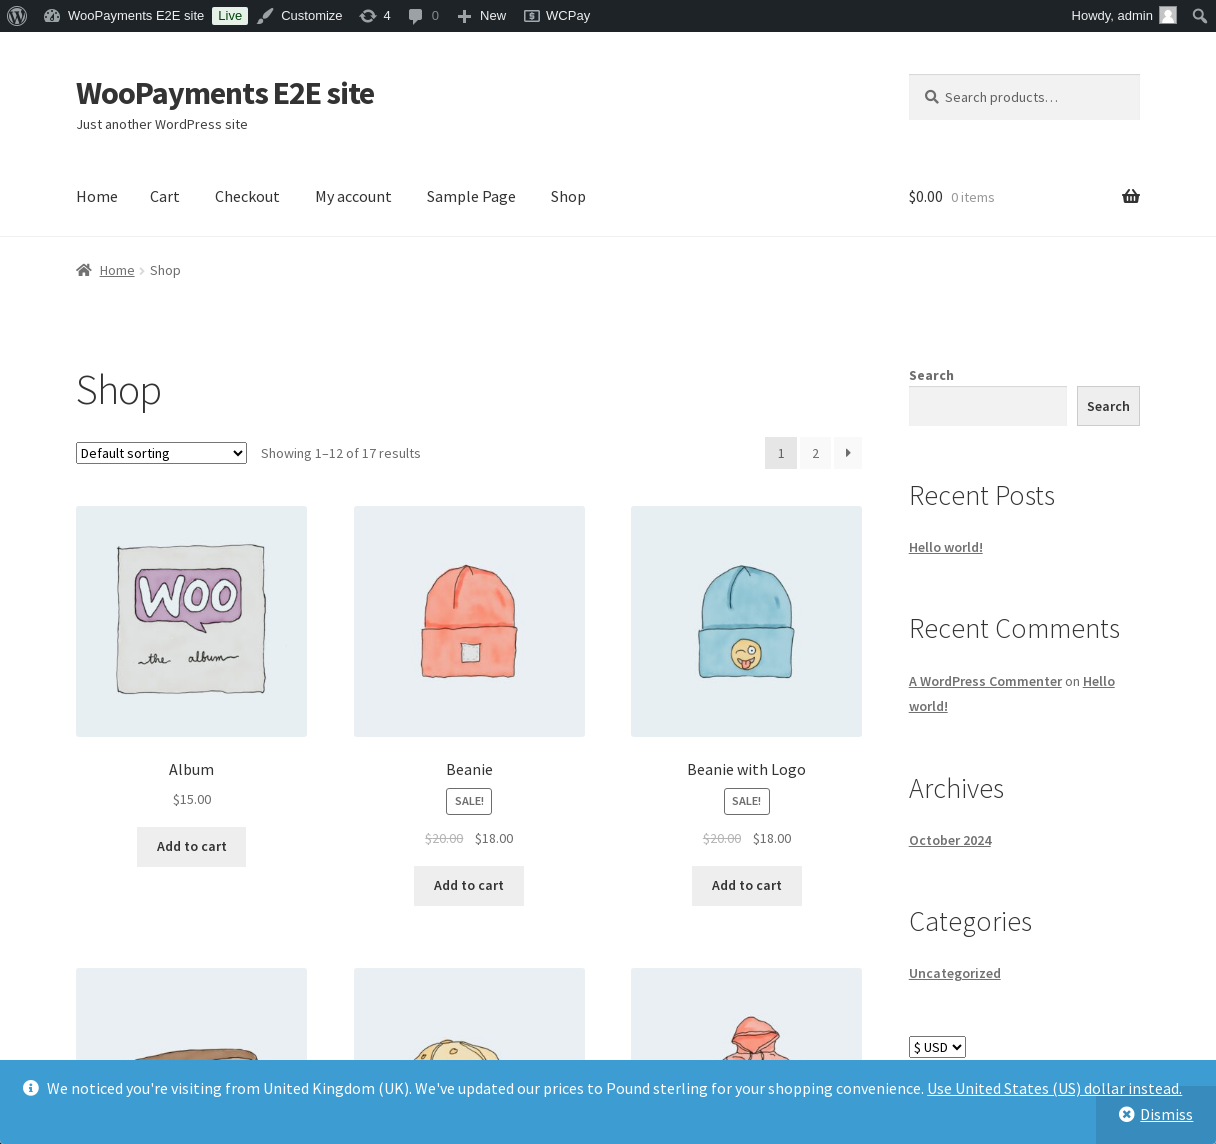 WooPayments E2E site Live Customize 4 0 New WCPay Howdy, admin
WooPayments E2E site
Just another WordPress site
Search products…
Home Cart Checkout My account Sample Page Shop
$0.00 0 items
Home › Shop
Shop
Default sorting Showing 1–12 of 17 results 1 2
WOO
the album
Album
$15.00
Add to cart
Beanie
SALE!
$20.00 $18.00
Add to cart
Beanie with Logo
SALE!
$20.00 $18.00
Add to cart
Search
Search
Recent Posts
Hello world!
Recent Comments
A WordPress Commenter on Hello
world!
Archives
October 2024
Categories
Uncategorized
$ USD
We noticed you're visiting from United Kingdom (UK). We've updated our prices to Pound sterling for your shopping convenience. Use United States (US) dollar instead.
Dismiss